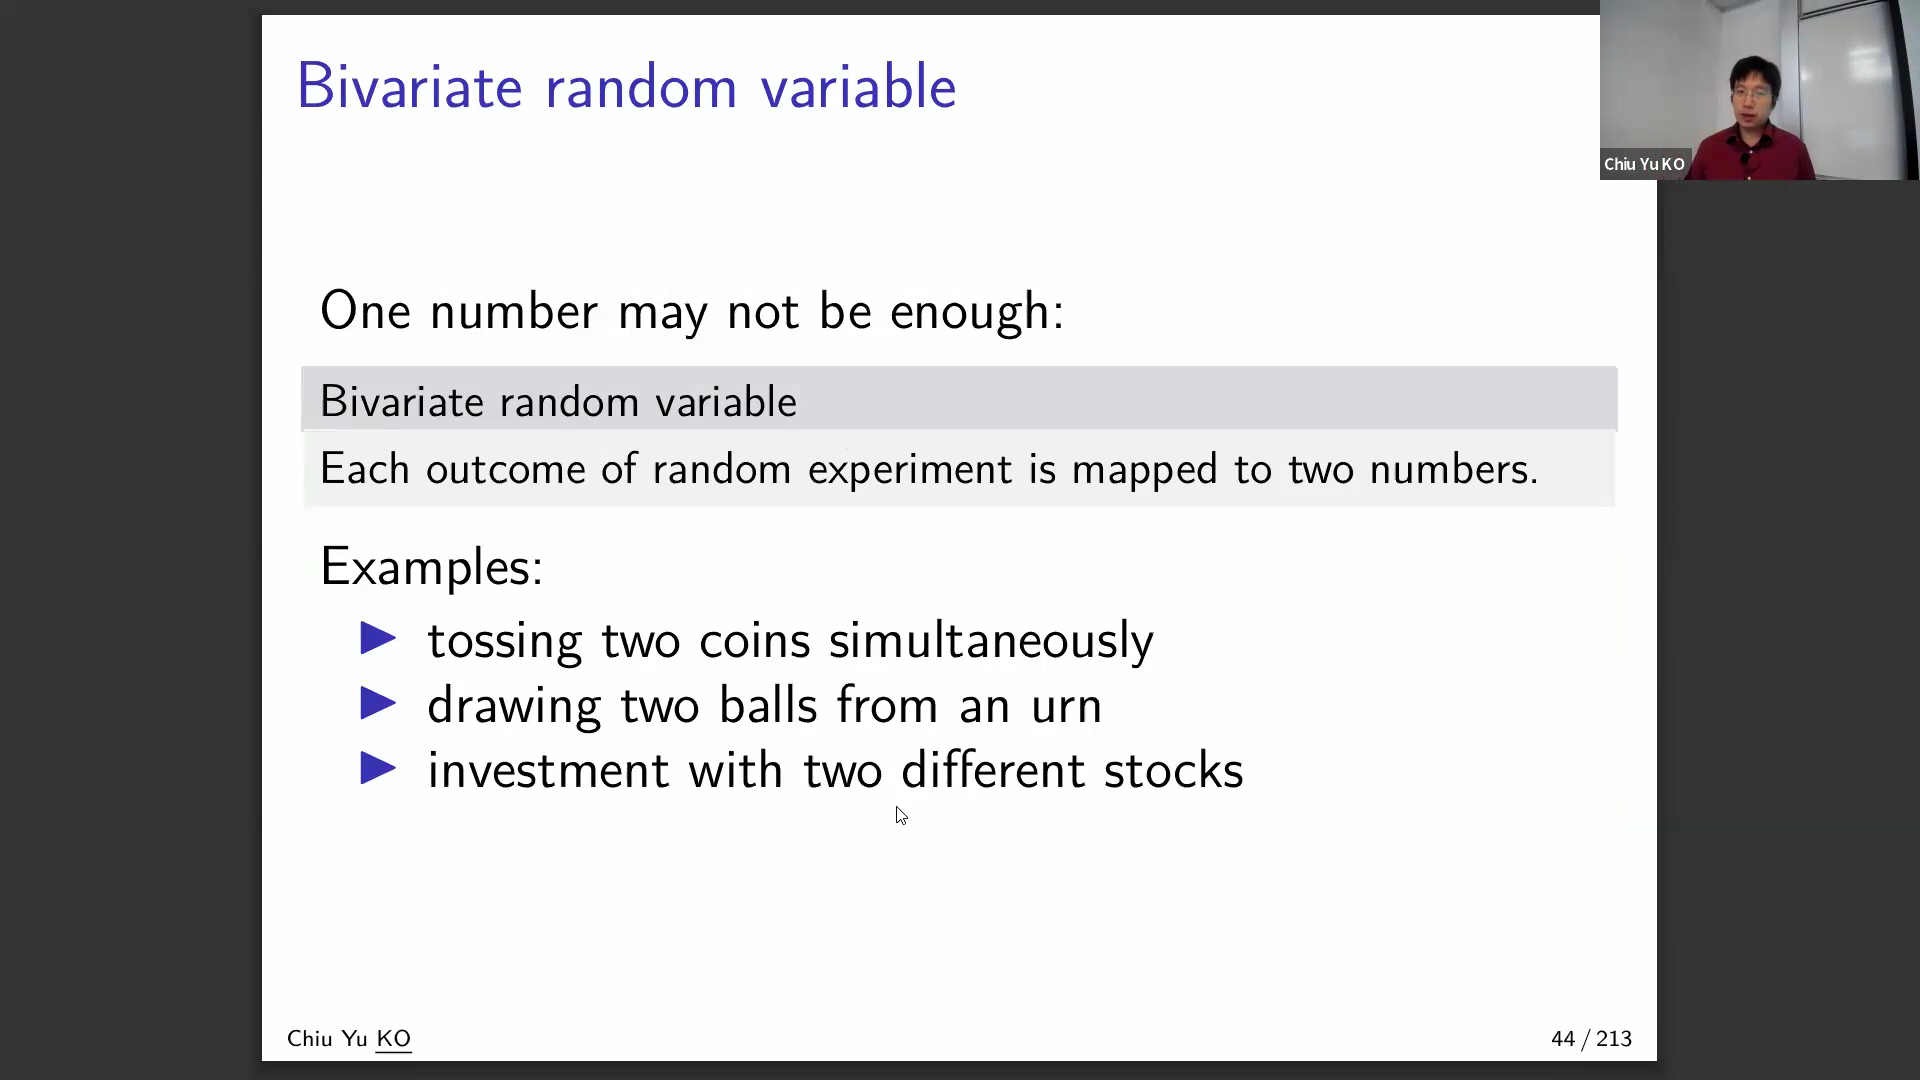 Bivariate random variable
Chiu Yu KO
One number may not be enough:
Bivariate random variable
Each outcome of random experiment is mapped to two numbers.
Examples:
tossing two coins simultaneously
drawing two balls from an urn
investment with two different stocks
Chiu Yu KO
44 / 213